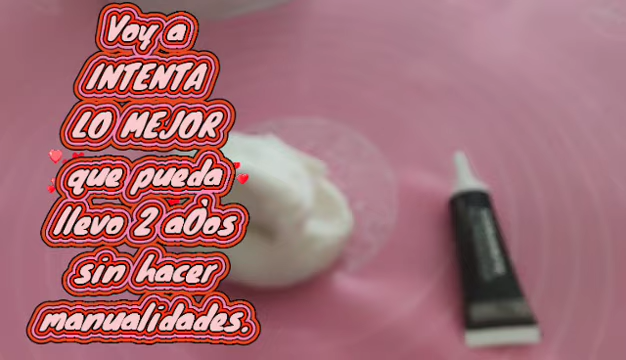 Voy a
INTENTA
LO MEJOR
que pueda
llevo 2 aÒos
sin hacer
manualidades.